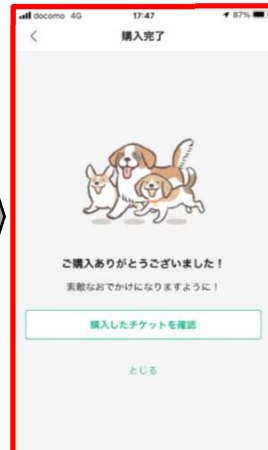 docomo 4G 17:47 87%
購入完了
ご購入ありがとうございました！
素敵なおでかけになりますように！
購入したチケットを確認
とじる